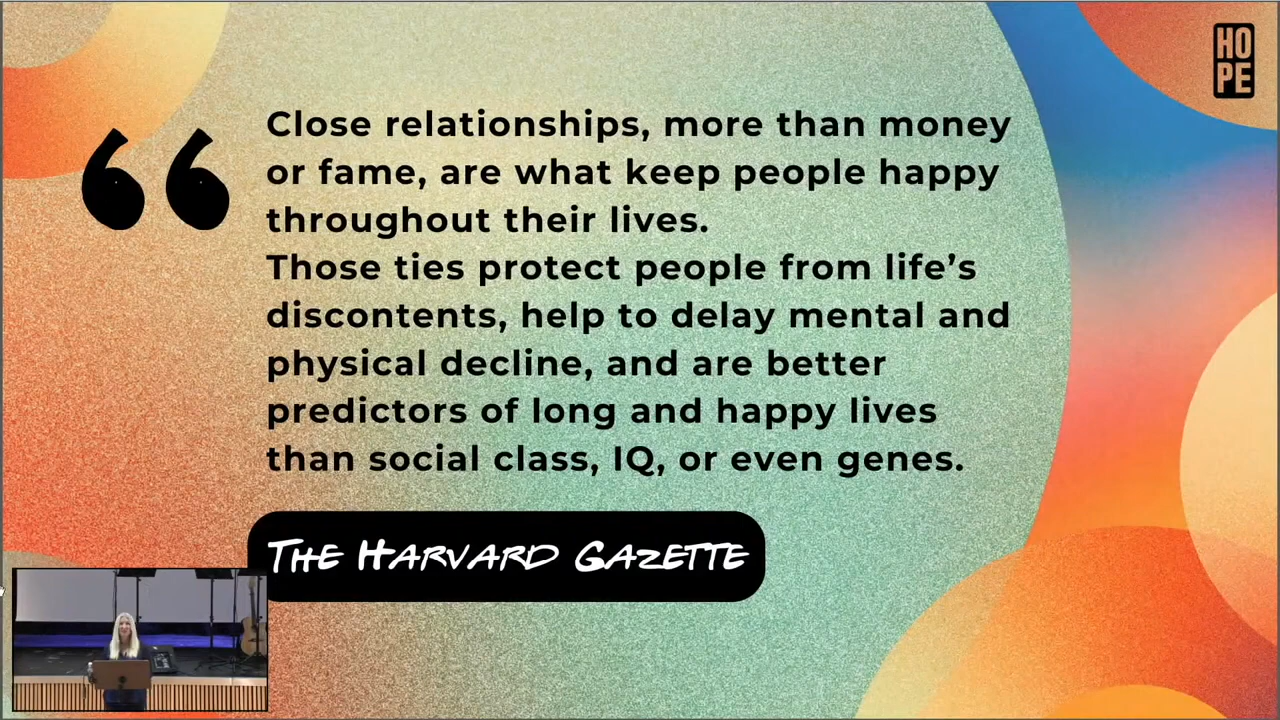 HO
PE
Close relationships, more than money
or fame, are what keep people happy
throughout their lives.
Those ties protect people from life’s
discontents, help to delay mental and
physical decline, and are better
predictors of long and happy lives
than social class, IQ, or even genes.
THE HARVARD GAZETTE